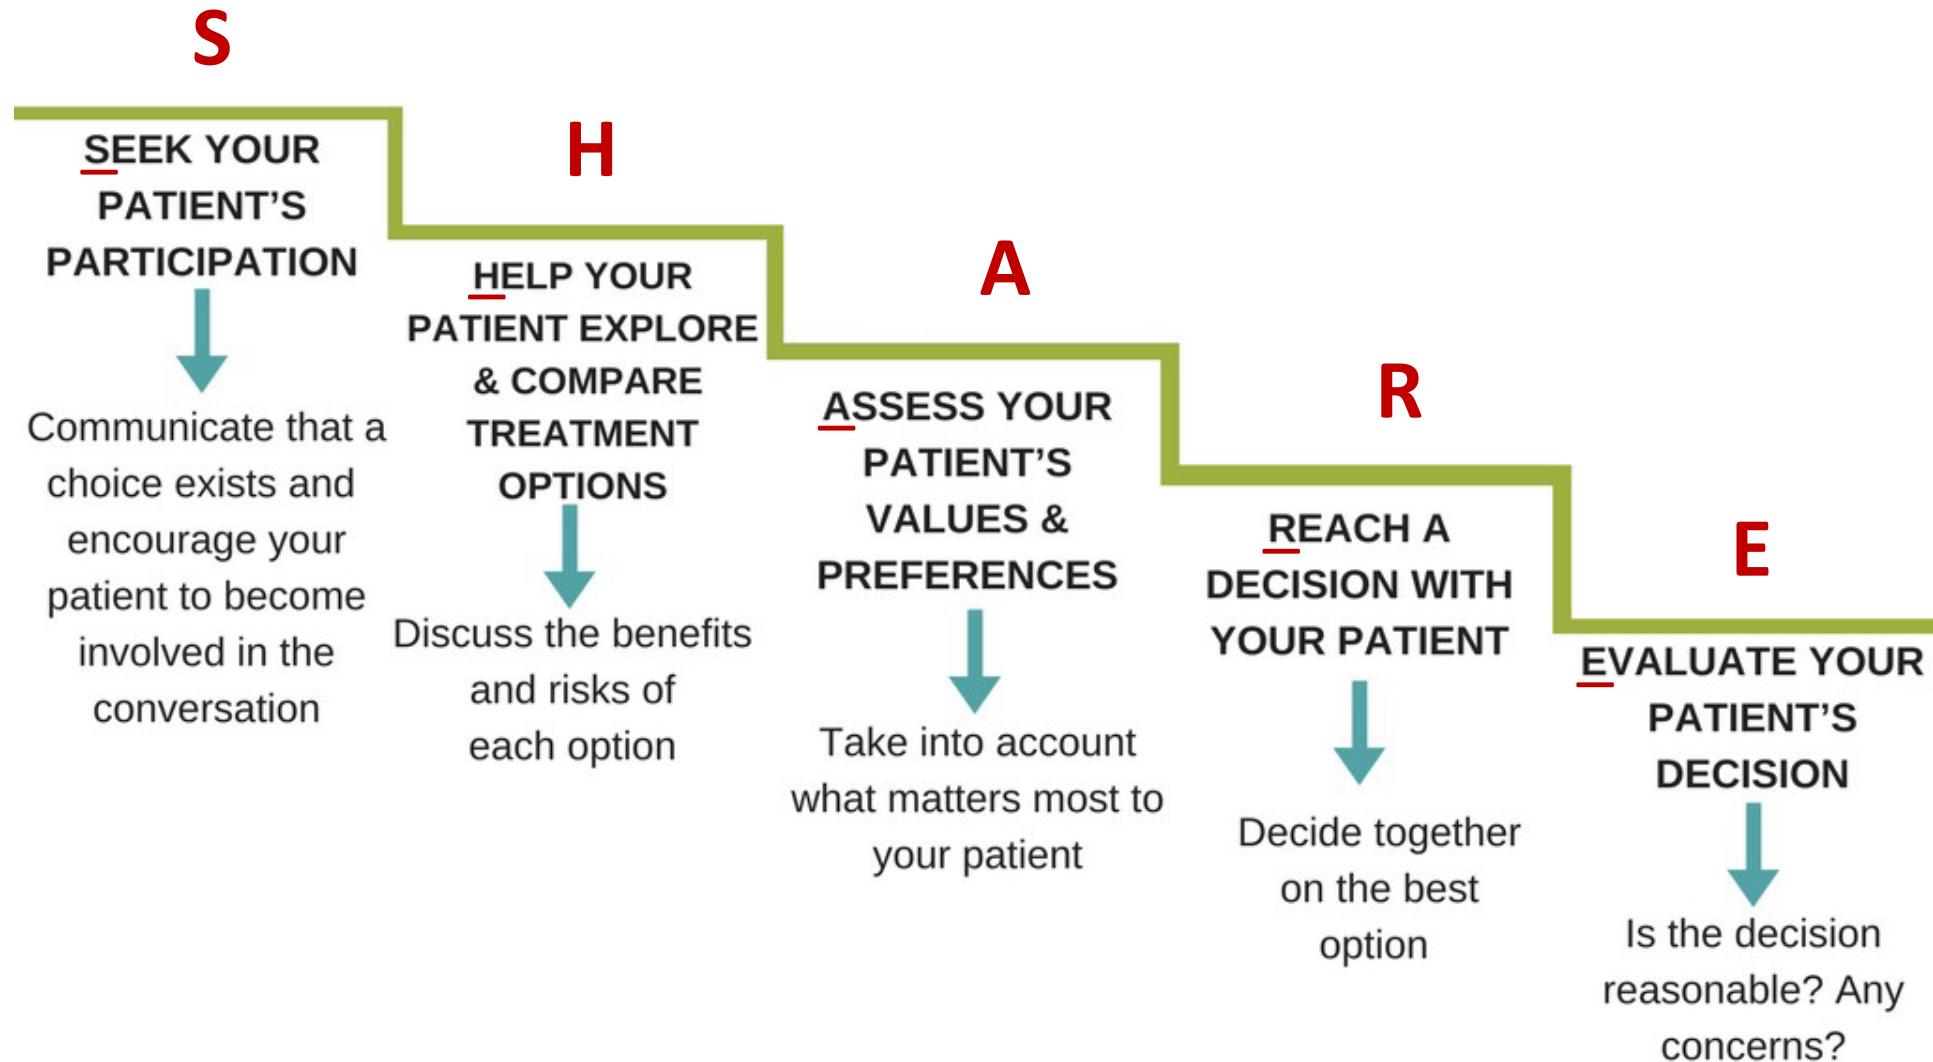 S
SEEK YOUR
PATIENT’S
PARTICIPATION
Communicate that a
choice exists and
encourage your
patient to become
involved in the
conversation
H
HELP YOUR
PATIENT EXPLORE
& COMPARE
TREATMENT
OPTIONS
Discuss the benefits
and risks of
each option
A
ASSESS YOUR
PATIENT’S
VALUES &
PREFERENCES
Take into account
what matters most to
your patient
R
REACH A
DECISION WITH
YOUR PATIENT
Decide together
on the best
option
E
EVALUATE YOUR
PATIENT’S
DECISION
Is the decision
reasonable? Any
concerns?